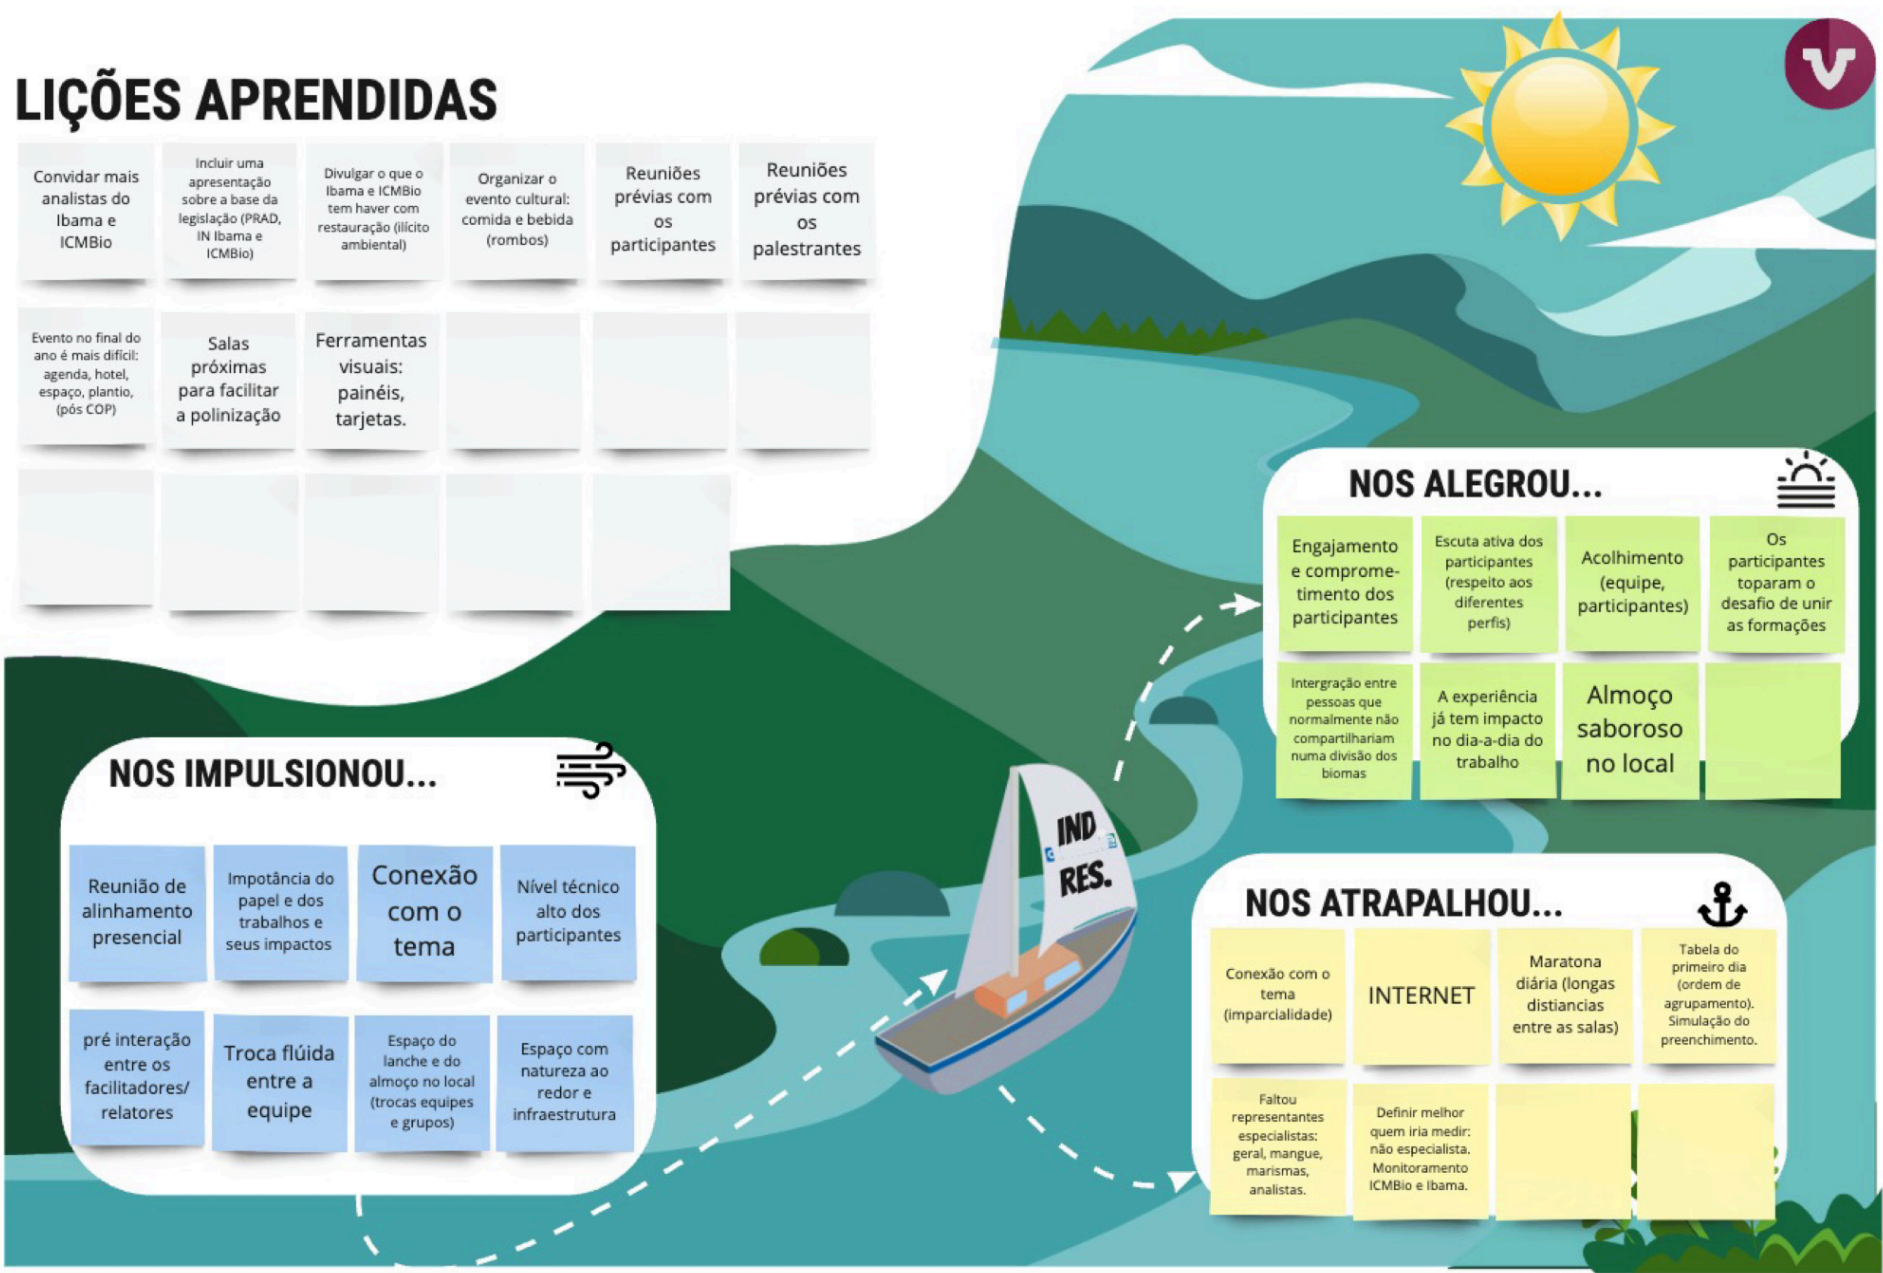 LIÇÕES APRENDIDAS
Convidar mais
analistas do
Ibama e
ICMBio
Incluir uma
apresentação
sobre a base da
legislação (PRAD,
IN Ibama e
ICMBio)
Divulgar o que o
Ibama e ICMBio
tem haver com
restauração (ilícito
ambiental)
Organizar o
evento cultural:
comida e bebida
(rombos)
Reuniões
prévias com
os
participantes
Reuniões
prévias com
os
palestrantes
Evento no final do
ano é mais difícil:
agenda, hotel,
espaço, plantio,
(pós COP)
Salas
próximas
para facilitar
a polinização
Ferramentas
visuais:
painéis,
tarjetas.
NOS ALEGROU...
Engajamento
e comprome-
timento dos
participantes
Escuta ativa dos
participantes
(respeito aos
diferentes
perfis)
Acolhimento
(equipe,
participantes)
Os
participantes
toparam o
desafio de unir
as formações
Intergração entre
pessoas que
normalmente não
compartilhariam
numa divisão dos
biomas
A experiência
já tem impacto
no dia-a-dia do
trabalho
Almoço
saboroso
no local
NOS IMPULSIONOU...
Reunião de
alinhamento
presencial
Impotância do
papel e dos
trabalhos e
seus impactos
Conexão
com o
tema
Nível técnico
alto dos
participantes
pré interação
entre os
facilitadores/
relatores
Troca flúida
entre a
equipe
Espaço do
lanche e do
almoço no local
(trocas equipes
e grupos)
Espaço com
natureza ao
redor e
infraestrutura
IND
RES.
NOS ATRAPALHOU...
Conexão com o
tema
(imparcialidade)
INTERNET
Maratona
diária (longas
distiancias
entre as salas)
Tabela do
primeiro dia
(ordem de
agrupamento).
Simulação do
preenchimento.
Faltou
representantes
especialistas:
geral, mangue,
marismas,
analistas.
Definir melhor
quem iria medir:
não especialista.
Monitoramento
ICMBio e Ibama.